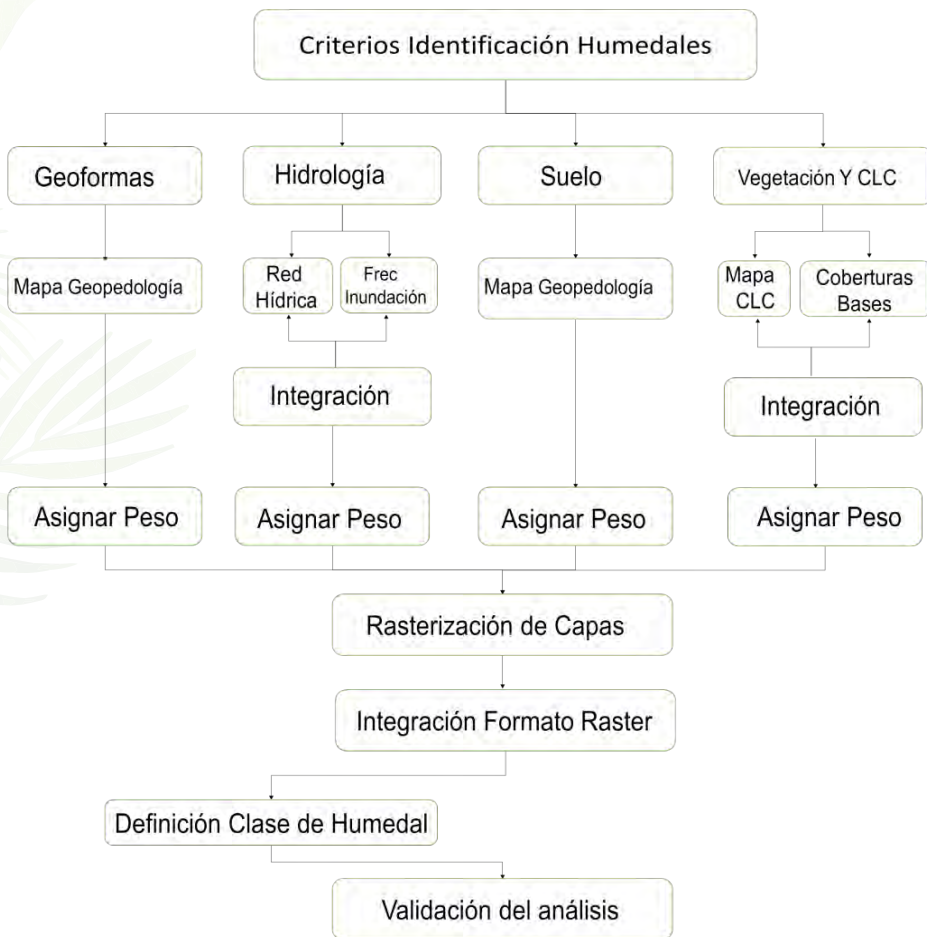 Criterios Identificación Humedales
Geoformas
Hidrología
Suelo
Vegetación Y CLC
Mapa Geopedología
Red
Hídrica
Frec
Inundación
Mapa Geopedología
Mapa
CLC
Coberturas
Bases
Integración
Integración
Asignar Peso
Asignar Peso
Asignar Peso
Asignar Peso
Rasterización de Capas
Integración Formato Raster
Definición Clase de Humedal
Validación del análisis